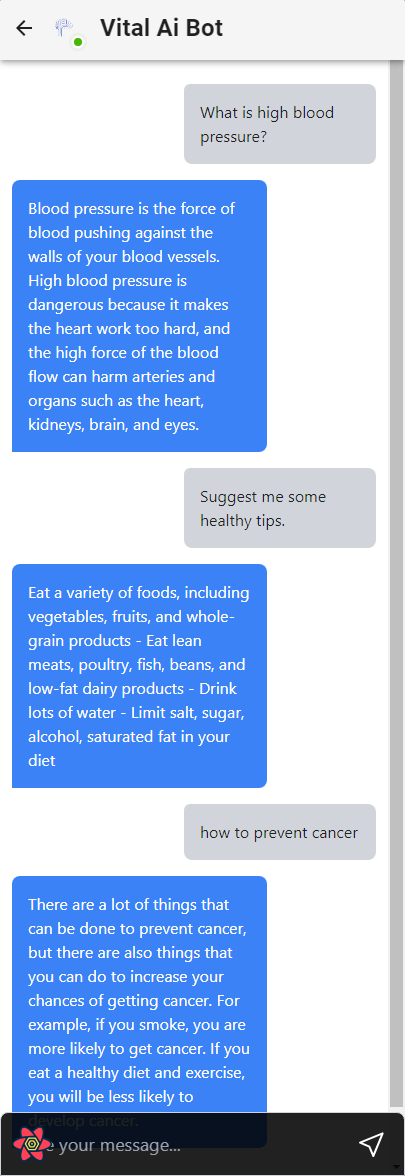 Vital Ai Bot
What is high blood
pressure?
Blood pressure is the force of
blood pushing against the
walls of your blood vessels.
High blood pressure is
dangerous because it makes
the heart work too hard, and
the high force of the blood
flow can harm arteries and
organs such as the heart,
kidneys, brain, and eyes.
Suggest me some
healthy tips.
Eat a variety of foods, including
vegetables, fruits, and whole-
grain products - Eat lean
meats, poultry, fish, beans, and
low-fat dairy products - Drink
lots of water - Limit salt, sugar,
alcohol, saturated fat in your
diet
how to prevent cancer
There are a lot of things that
can be done to prevent cancer,
but there are also things that
you can do to increase your
chances of getting cancer. For
example, if you smoke, you are
more likely to get cancer. If you
eat a healthy diet and exercise,
you will be less likely to
develop cancer.
your message...